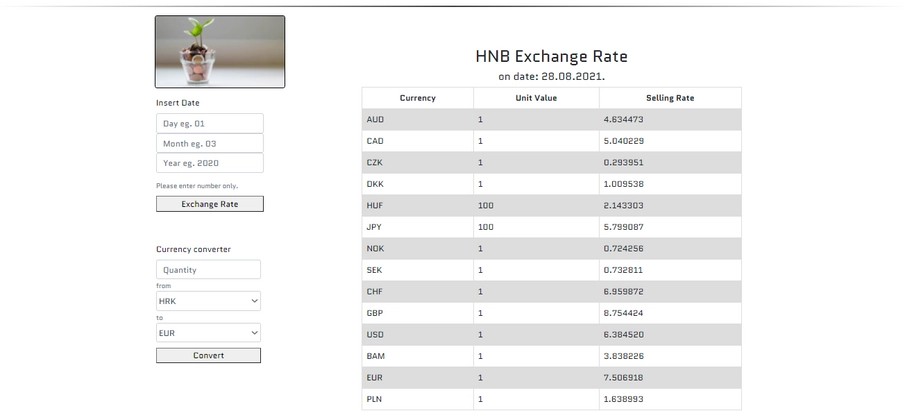 Insert Date
Day eg. 01
Month eg. 03
Year eg. 2020
Please enter number only.
Exchange Rate
Currency converter
Quantity
from
HRK
to
EUR
Convert
HNB Exchange Rate
on date: 28.08.2021.
Currency Unit Value Selling Rate
AUD 1 4.634473
CAD 1 5.040229
CZK 1 0.293951
DKK 1 1.009538
HUF 100 2.143303
JPY 100 5.799087
NOK 1 0.724256
SEK 1 0.732811
CHF 1 6.959872
GBP 1 8.754424
USD 1 6.384520
BAM 1 3.838226
EUR 1 7.506918
PLN 1 1.638993